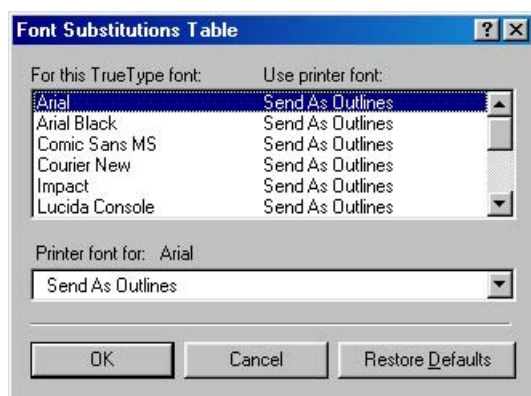 Font Substitutions Table
For this TrueType font: Use printer font:
Arial Send As Outlines
Arial Black Send As Outlines
Comic Sans MS Send As Outlines
Courier New Send As Outlines
Impact Send As Outlines
Lucida Console Send As Outlines
Printer font for: Arial
Send As Outlines
OK Cancel Restore Defaults